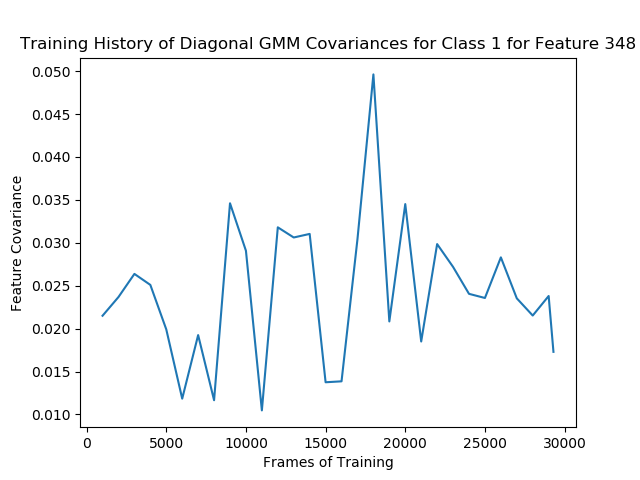 Training History of Diagonal GMM Covariances for Class 1 for Feature 348
0.050
0.045
0.040
0.035
0.030
0.025
0.020
0.015
0.010
Feature Covariance
0 5000 10000 15000 20000 25000 30000
Frames of Training